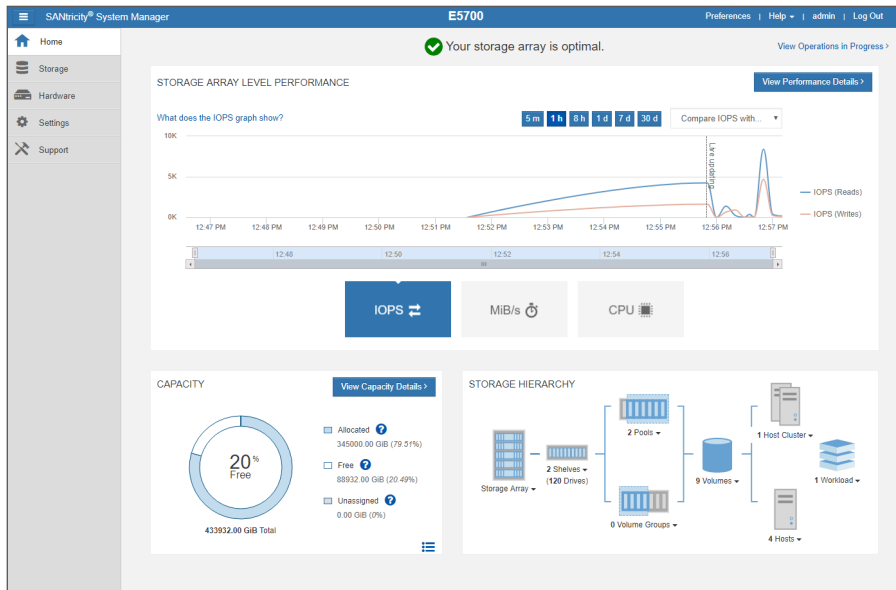 SANtricity® System Manager
E5700
Preferences | Help | admin | Log Out
Home
Storage
Hardware
Settings
Support
Your storage array is optimal.
View Operations in Progress >
STORAGE ARRAY LEVEL PERFORMANCE
View Performance Details >
What does the IOPS graph show?
5 m 1 h 8 h 1 d 7 d 30 d
Compare IOPS with...
10K
5K
0K
Live updating
IOPS (Reads)
IOPS (Writes)
12:47 PM 12:48 PM 12:49 PM 12:50 PM 12:51 PM 12:52 PM 12:53 PM 12:54 PM 12:55 PM 12:56 PM 12:57 PM
12:48 12:50 12:52 12:54 12:56
IOPS
MiB/s
CPU
CAPACITY
View Capacity Details >
20%
Free
433932.00 GiB Total
Allocated ?
345000.00 GiB (79.51%)
Free ?
88932.00 GiB (20.49%)
Unassigned ?
0.00 GiB (0%)
STORAGE HIERARCHY
Storage Array
2 Shelves
(120 Drives)
2 Pools
0 Volume Groups
9 Volumes
1 Host Cluster
4 Hosts
1 Workload